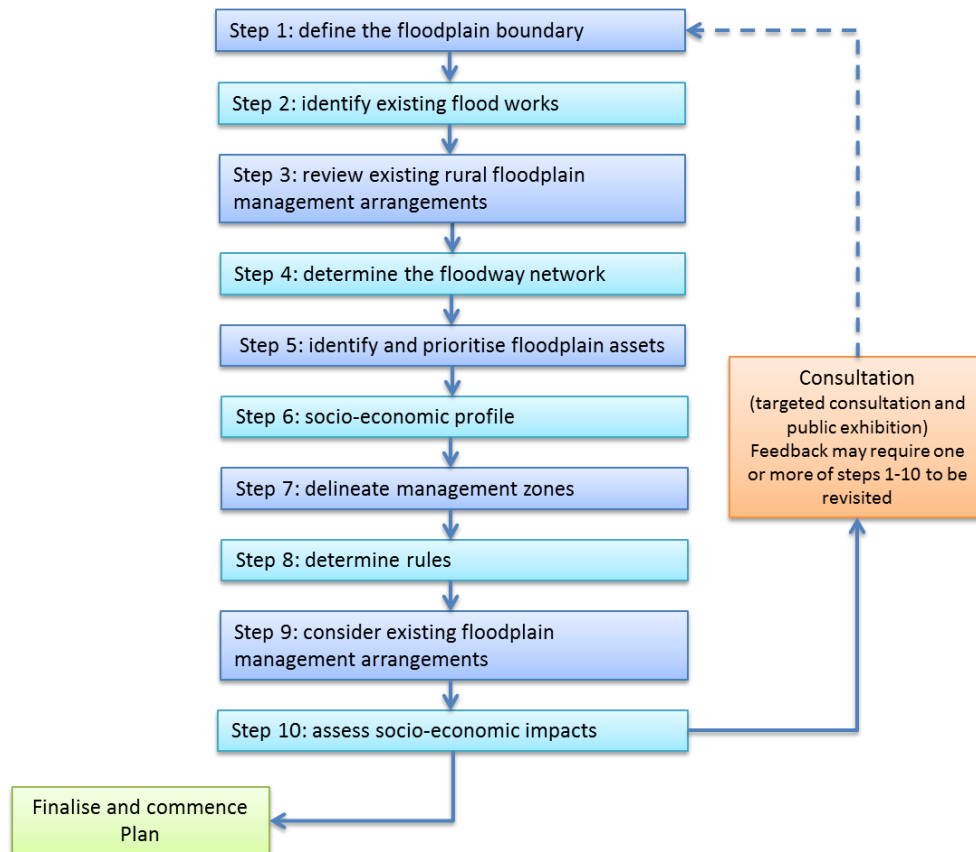 Step 1: define the floodplain boundary
Step 2: identify existing flood works
Step 3: review existing rural floodplain
management arrangements
Step 4: determine the floodway network
Step 5: identify and prioritise floodplain assets
Step 6: socio-economic profile
Step 7: delineate management zones
Step 8: determine rules
Step 9: consider existing floodplain
management arrangements
Step 10: assess socio-economic impacts
Consultation
(targeted consultation and
public exhibition)
Feedback may require one
or more of steps 1-10 to be
revisited
Finalise and commence
Plan